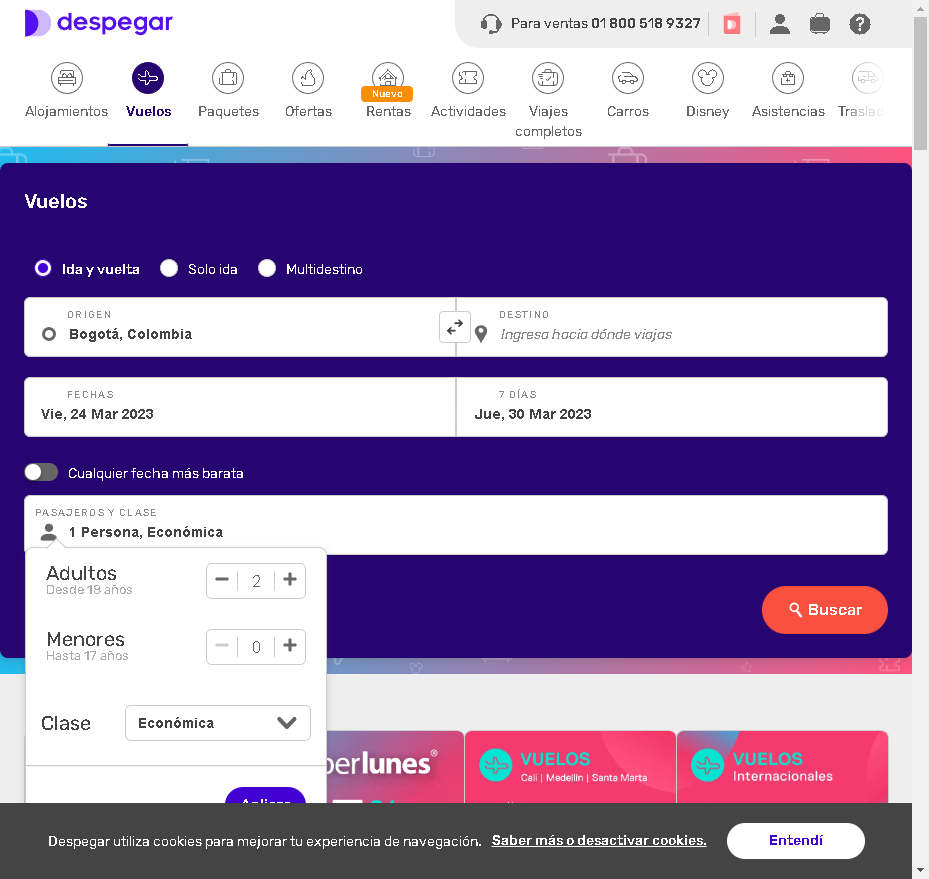 despegar
Para ventas 01 800 518 9327
Alojamientos
Vuelos
Paquetes
Ofertas
Nuevo
Rentas
Actividades
Viajes
completos
Carros
Disney
Asistencias
Traslad
Vuelos
Ida y vuelta
Solo ida
Multidestino
ORIGEN
Bogotá, Colombia
DESTINO
Ingresa hacia dónde viajas
FECHAS
Vie, 24 Mar 2023
7 DÍAS
Jue, 30 Mar 2023
Cualquier fecha más barata
PASAJEROS Y CLASE
1 Persona, Económica
Adultos
Desde 18 años
2
Menores
Hasta 17 años
0
Buscar
Clase
Económica
Aplicar
perlunes
VUELOS
Cali | Medellín | Santa Marta
VUELOS
Internacionales
Despegar utiliza cookies para mejorar tu experiencia de navegación. Saber más o desactivar cookies.
Entendí